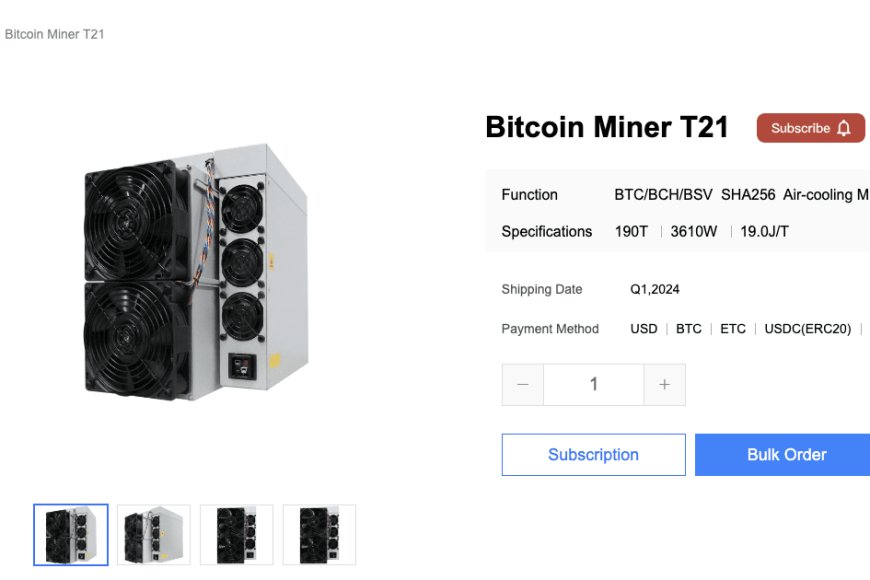 Bitcoin Miner T21
Bitcoin Miner T21
Subscribe
Function BTC/BCH/BSV SHA256 Air-cooling M
Specifications 190T | 3610W | 19.0J/T
Shipping Date Q1,2024
Payment Method USD | BTC | ETC | USDC(ERC20) |
− 1 +
Subscription
Bulk Order